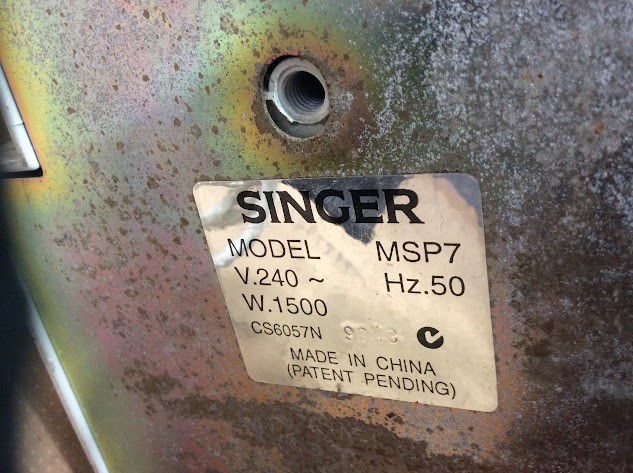 SINGER
MODEL MSP7
V.240 ~ Hz.50
W.1500
CS6057N
MADE IN CHINA
(PATENT PENDING)